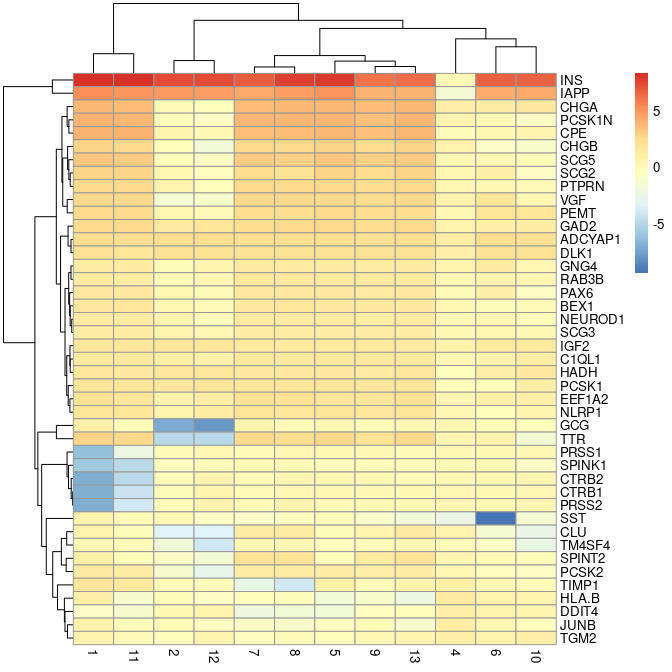 INS
IAPP
CHGA
PCSK1N
CPE
CHGB
SCG5
SCG2
PTPRN
VGF
PEMT
GAD2
ADCYAP1
DLK1
GNG4
RAB3B
PAX6
BEX1
NEUROD1
SCG3
IGF2
C1QL1
HADH
PCSK1
EEF1A2
NLRP1
GCG
TTR
PRSS1
SPINK1
CTRB2
CTRB1
PRSS2
SST
CLU
TM4SF4
SPINT2
PCSK2
TIMP1
HLA.B
DDIT4
JUNB
TGM2
1 11 2 12 7 8 5 9 13 4 6 10
5
0
-5